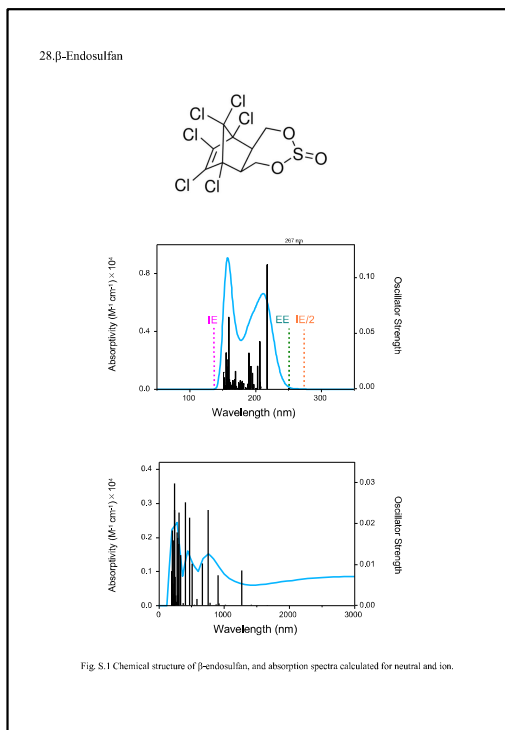 28.β-Endosulfan
Cl
Cl
Cl
Cl
Cl
Cl
O
S
O
O
267 nm
Absorptivity (M⁻¹ cm⁻¹) × 10⁴
0.8
0.4
0.0
IE
EE
IE/2
0.10
0.05
0.00
Oscillator Strength
100
200
300
Wavelength (nm)
Absorptivity (M⁻¹ cm⁻¹) × 10⁴
0.4
0.3
0.2
0.1
0.0
0.03
0.02
0.01
0.00
Oscillator Strength
0
1000
2000
3000
Wavelength (nm)
Fig. S.1 Chemical structure of β-endosulfan, and absorption spectra calculated for neutral and ion.